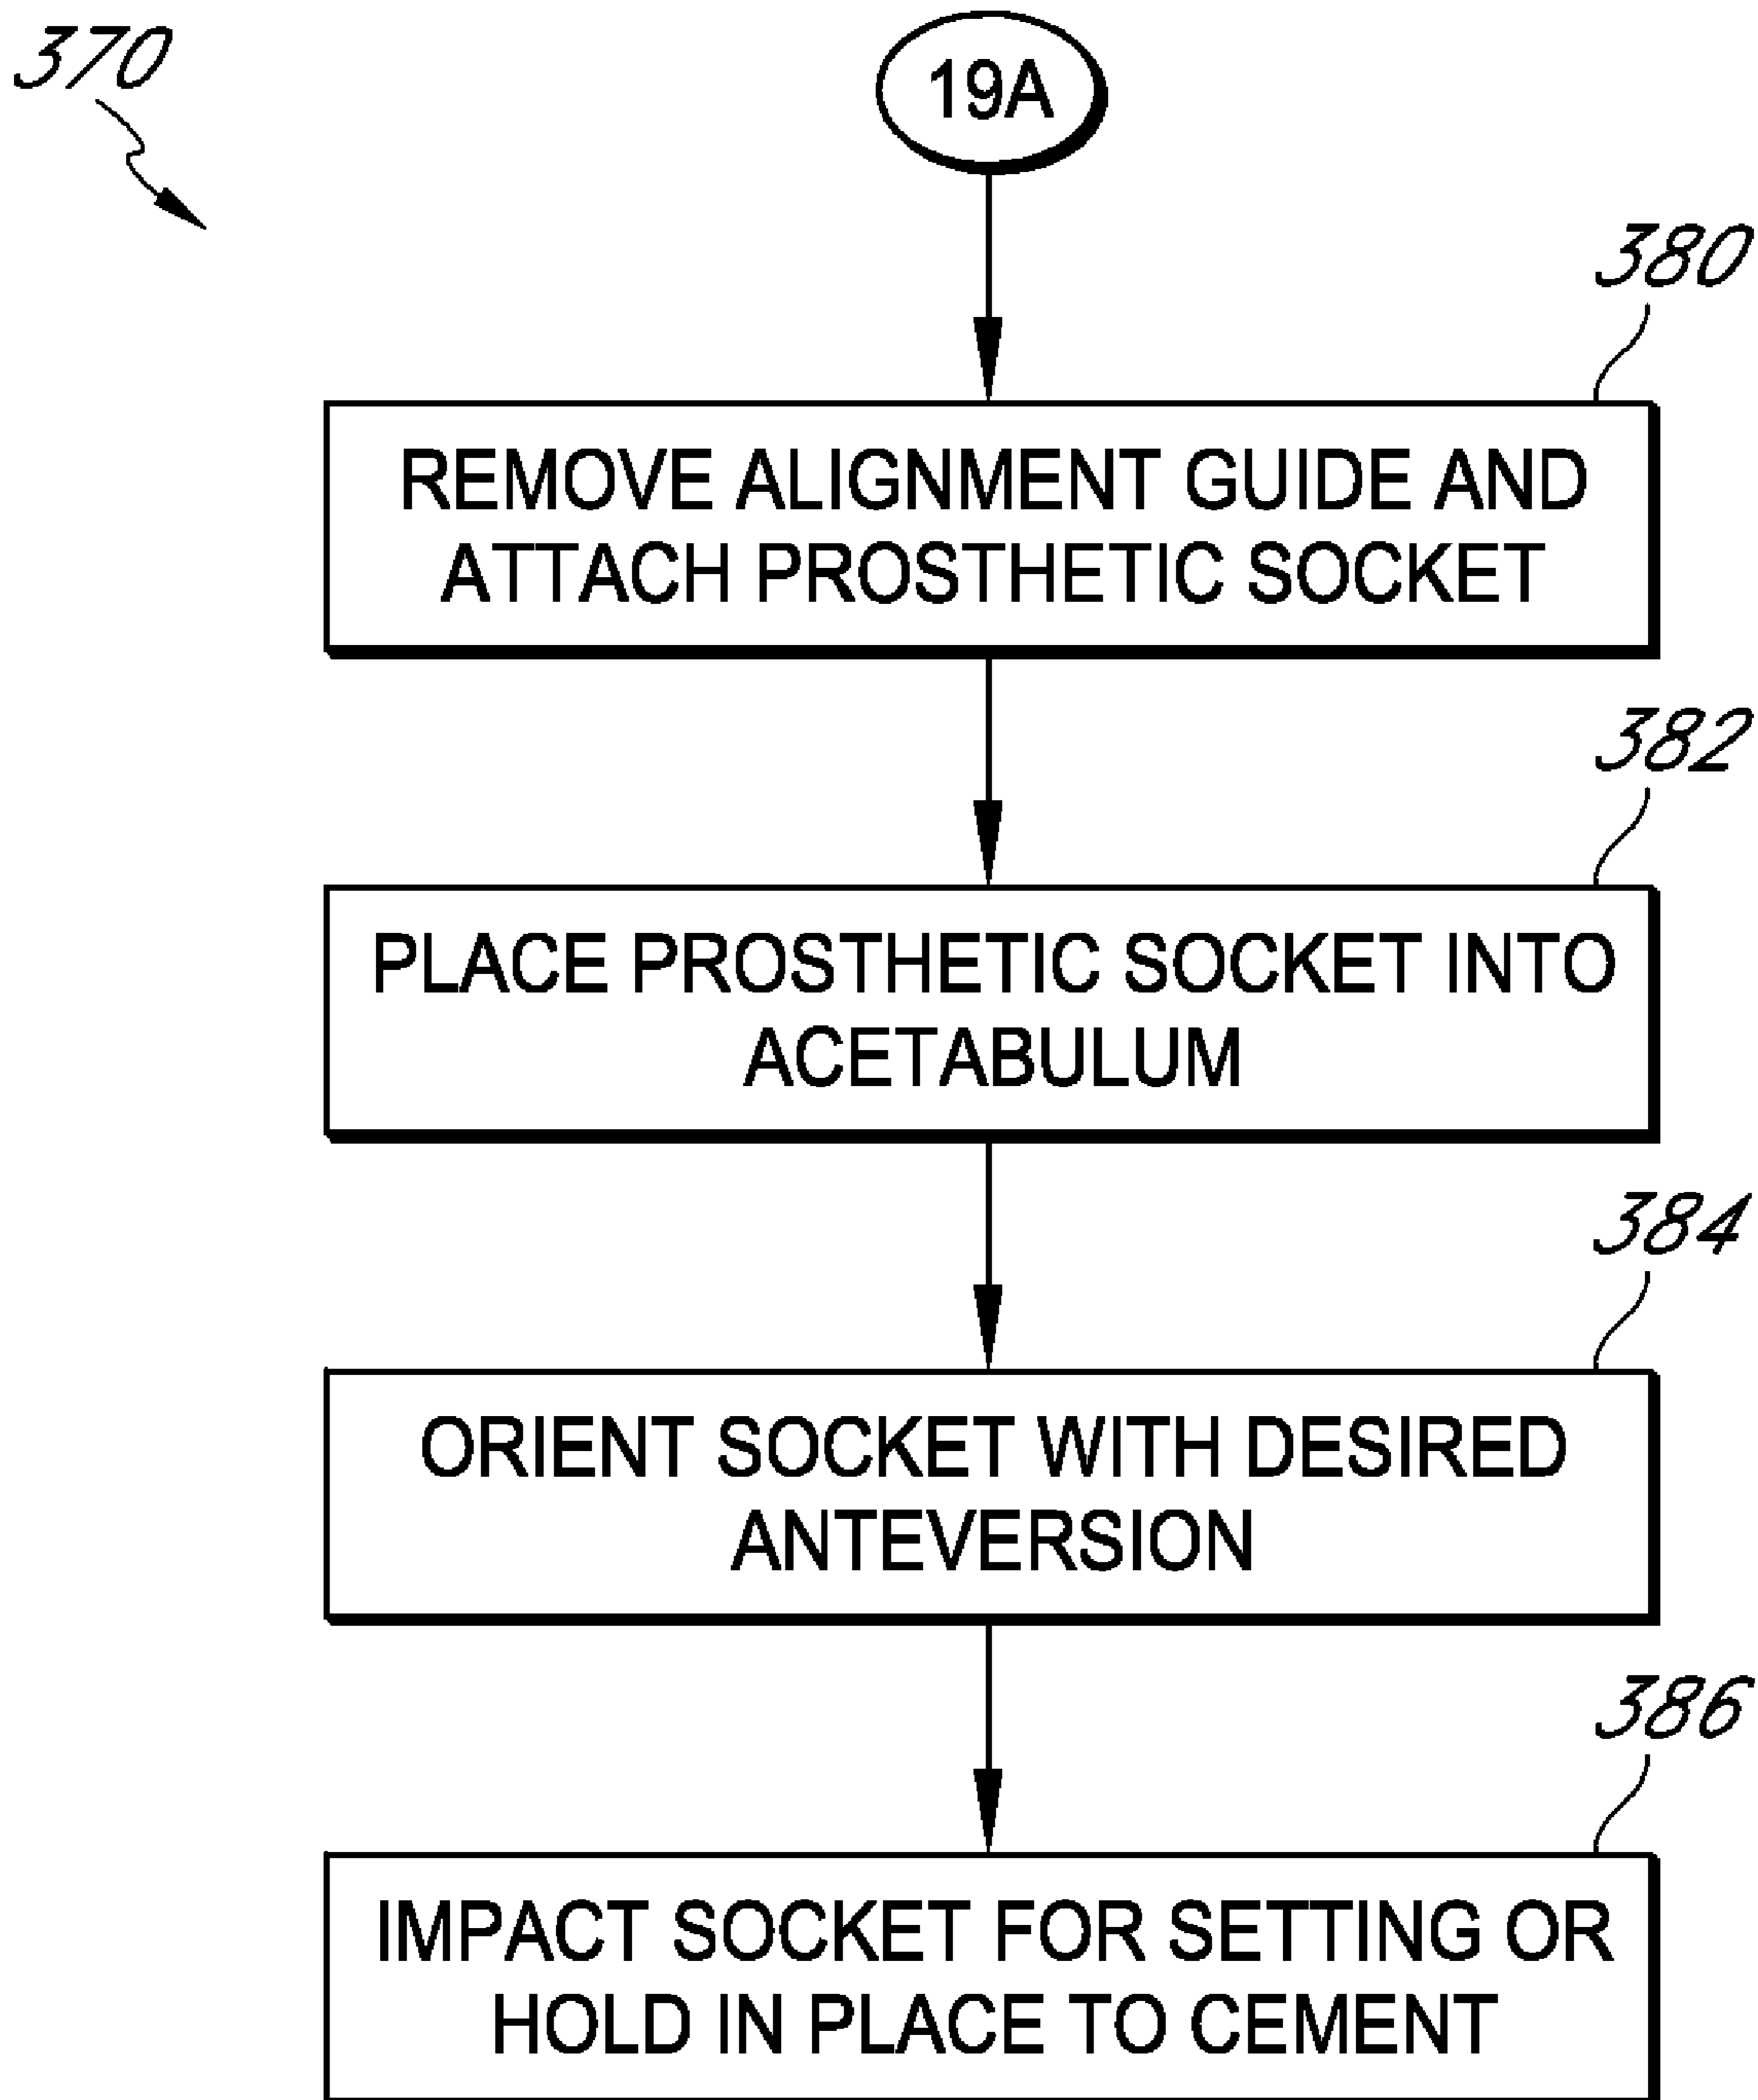 370
19A
380
REMOVE ALIGNMENT GUIDE AND
ATTACH PROSTHETIC SOCKET
382
PLACE PROSTHETIC SOCKET INTO
ACETABULUM
384
ORIENT SOCKET WITH DESIRED
ANTEVERSION
386
IMPACT SOCKET FOR SETTING OR
HOLD IN PLACE TO CEMENT